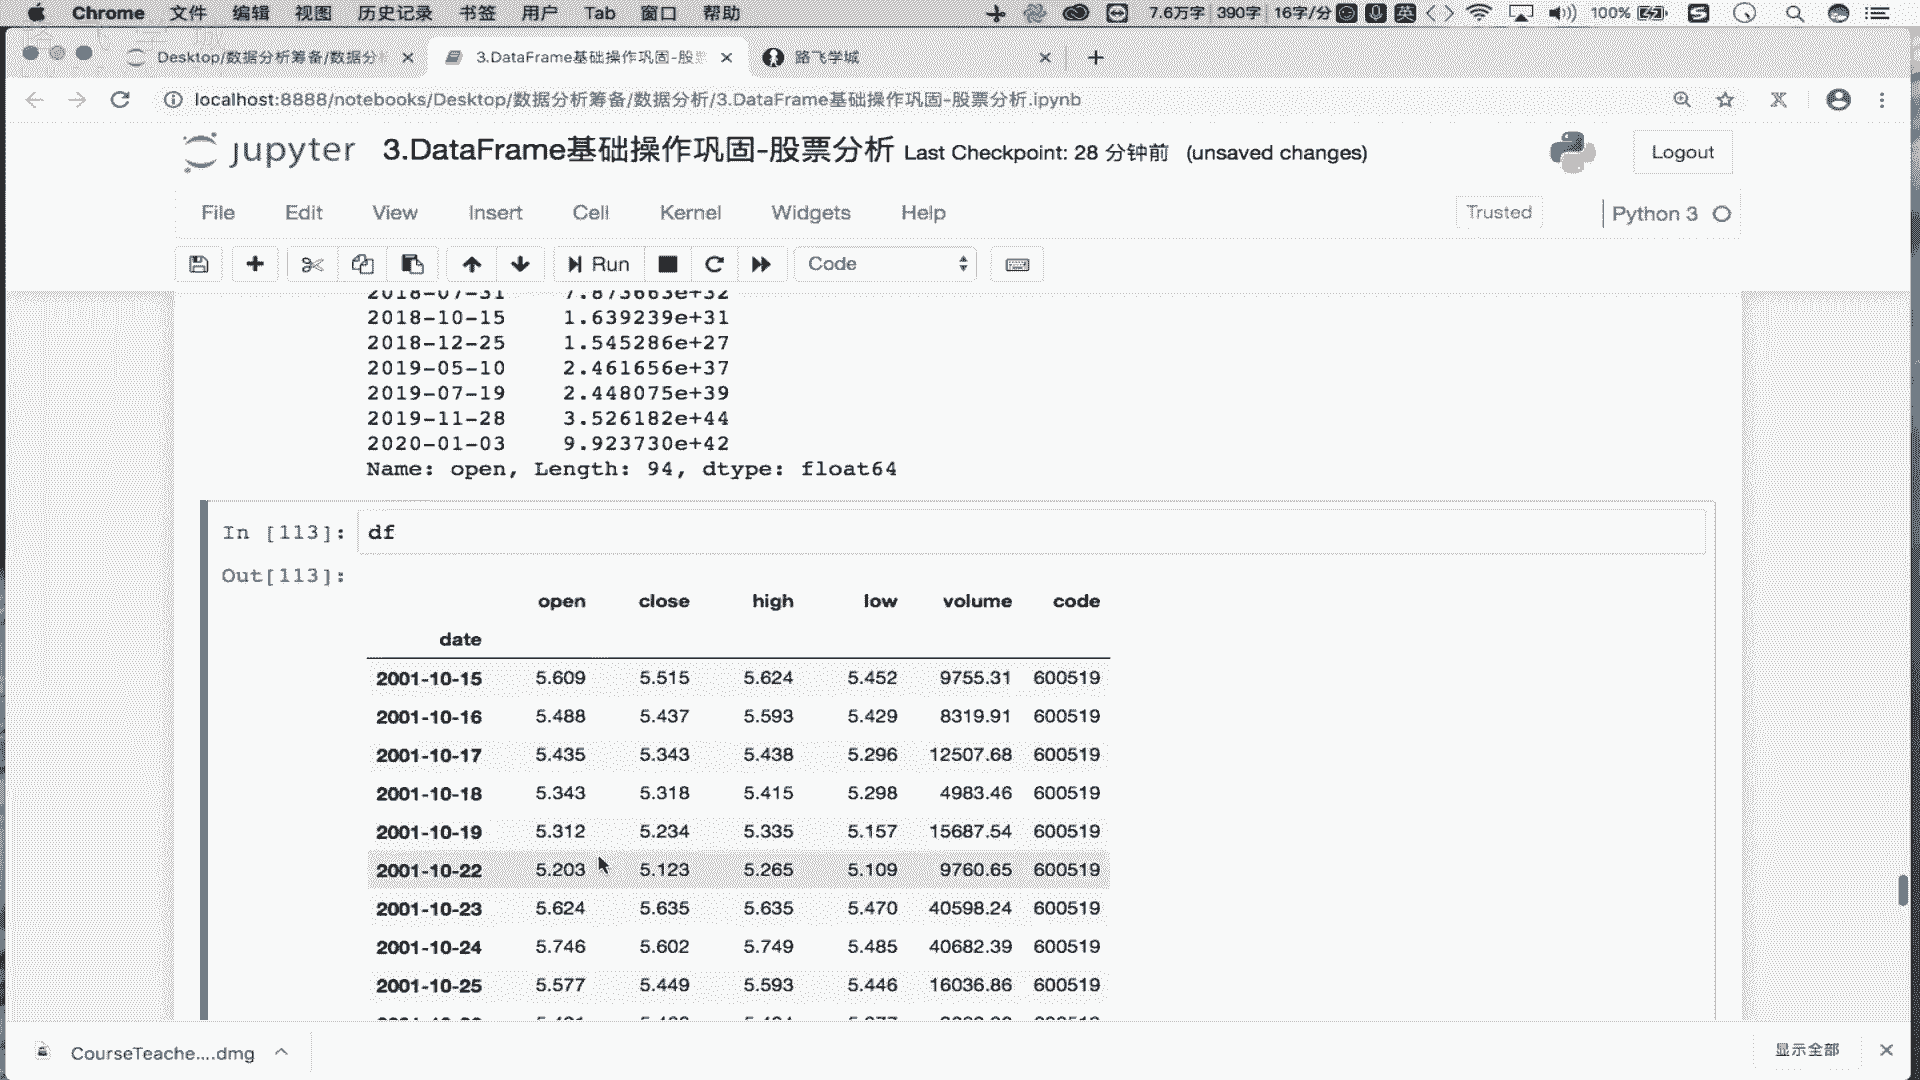 Chrome 文件 编辑 视图 历史记录 书签 用户 Tab 窗口 帮助 7.6万字 390字 16字/分 英 100%
Desktop/数据分析筹备/数据分析 3.DataFrame基础操作巩固-股票 路飞学城
localhost:8888/notebooks/Desktop/数据分析筹备/数据分析/3.DataFrame基础操作巩固-股票分析.ipynb
jupyter 3.DataFrame基础操作巩固-股票分析 Last Checkpoint: 28 分钟前 (unsaved changes) Logout
File Edit View Insert Cell Kernel Widgets Help Trusted Python 3
Run Code
2018-07-31 7.873663e+32
2018-10-15 1.639239e+31
2018-12-25 1.545286e+27
2019-05-10 2.461656e+37
2019-07-19 2.448075e+39
2019-11-28 3.526182e+44
2020-01-03 9.923730e+42
Name: open, Length: 94, dtype: float64
In [113]: df
Out[113]:
open close high low volume code
date
2001-10-15 5.609 5.515 5.624 5.452 9755.31 600519
2001-10-16 5.488 5.437 5.593 5.429 8319.91 600519
2001-10-17 5.435 5.343 5.438 5.296 12507.68 600519
2001-10-18 5.343 5.318 5.415 5.298 4983.46 600519
2001-10-19 5.312 5.234 5.335 5.157 15687.54 600519
2001-10-22 5.203 5.123 5.265 5.109 9760.65 600519
2001-10-23 5.624 5.635 5.635 5.470 40598.24 600519
2001-10-24 5.746 5.602 5.749 5.485 40682.39 600519
2001-10-25 5.577 5.449 5.593 5.446 16036.86 600519
CourseTeache....dmg 显示全部